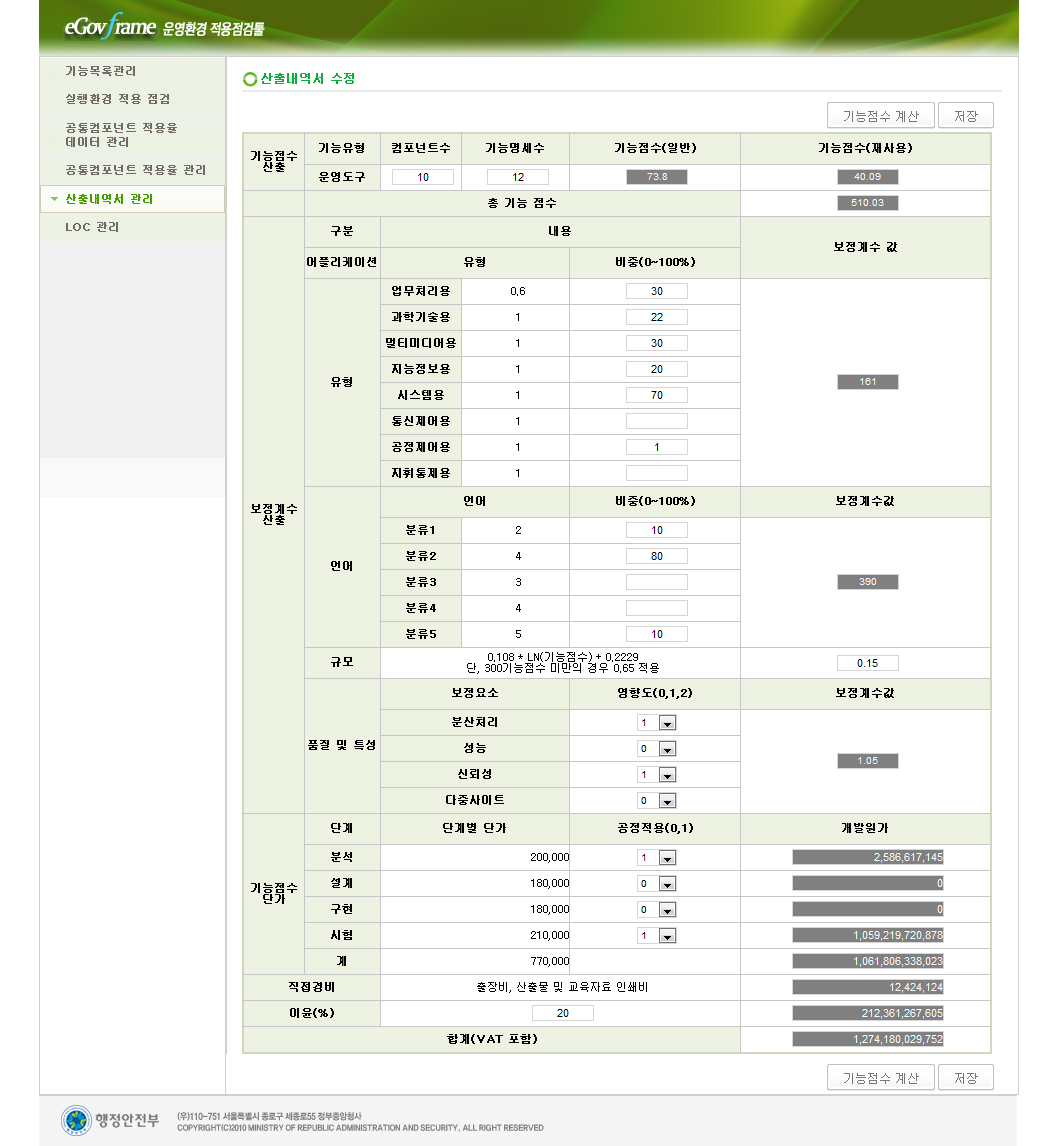 eGovframe 운영환경 적용점검툴
기능목록관리
실행환경 적용 점검
공통컴포넌트 적용율
데이터 관리
공통컴포넌트 적용율 관리
산출내역서 관리
LOC 관리
산출내역서 수정
기능점수 계산 저장
기능점수
산출
기능유형 컴포넌트수 기능명세수 기능점수(일반) 기능점수(재사용)
운영도구 10 12 73.8 40.09
총 기능 점수 510.03
보정계수
산출
구분 내용 보정계수 값
어플리케이션 유형 비중(0~100%)
유형
업무처리용 0.6 30
과학기술용 1 22
멀티미디어용 1 30
지능정보용 1 20
시스템용 1 70
통신제어용 1
공정제어용 1 1
지휘통제용 1
161
언어 비중(0~100%) 보정계수값
언어
분류1 2 10
분류2 4 80
분류3 3
분류4 4
분류5 5 10
390
규모
0.108 * LN(기능점수) + 0.2229
단, 300기능점수 미만의 경우 0.65 적용
0.15
보정요소 영향도(0,1,2) 보정계수값
품질 및 특성
분산처리 1
성능 0
신뢰성 1
다중사이트 0
1.05
기능점수
단가
단계 단계별 단가 공정적용(0,1) 개발원가
분석 200,000 1 2,586,617,145
설계 180,000 0 0
구현 180,000 0 0
시험 210,000 1 1,059,219,720,878
계 770,000 1,061,806,338,023
직접경비 출장비, 산출물 및 교육자료 인쇄비 12,424,124
이윤(%) 20 212,361,267,605
합계(VAT 포함) 1,274,180,029,752
기능점수 계산 저장
행정안전부
(우)110-751 서울특별시 종로구 세종로55 정부중앙청사
COPYRIGHT(C)2010 MINISTRY OF REPUBLIC ADMINISTRATION AND SECURITY, ALL RIGHT RESERVED